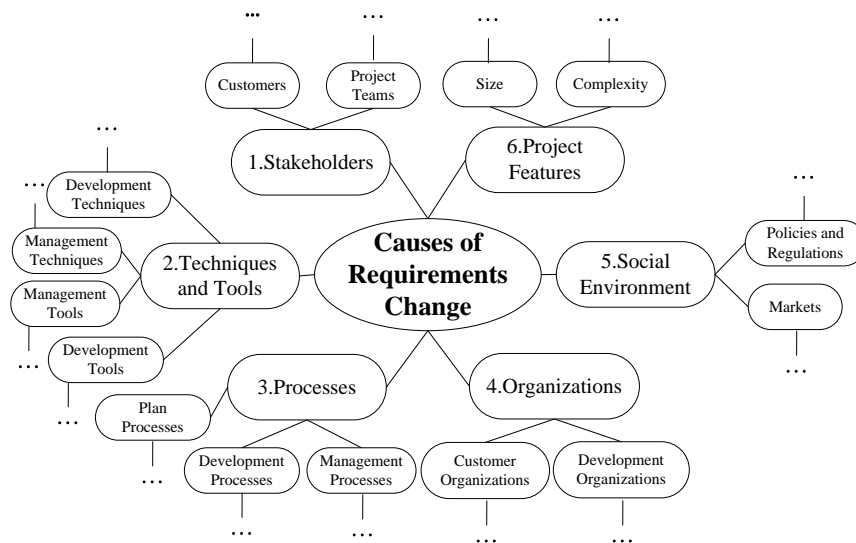 ...
...
...
...
Customers
Project
Teams
Size
Complexity
1.Stakeholders
6.Project
Features
...
Development
Techniques
...
Management
Techniques
2.Techniques
and Tools
Management
Tools
...
Development
Tools
...
Causes of
Requirements
Change
5.Social
Environment
...
Policies and
Regulations
Markets
...
3.Processes
Plan
Processes
...
Development
Processes
...
Management
Processes
...
4.Organizations
Customer
Organizations
...
Development
Organizations
...